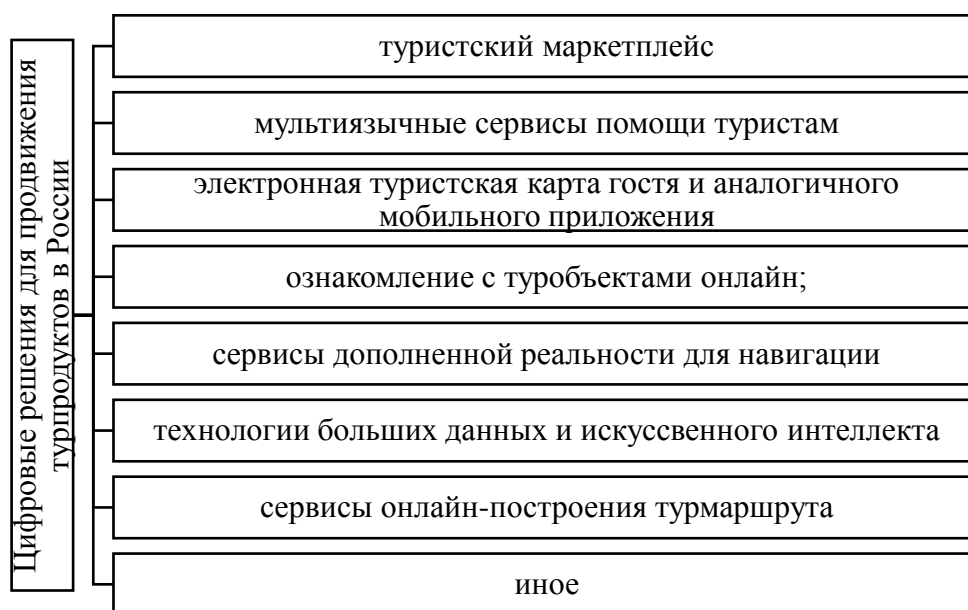 Цифровые решения для продвижения
турпродуктов в России
туристский маркетплейс
мультиязычные сервисы помощи туристам
электронная туристская карта гостя и аналогичного
мобильного приложения
ознакомление с туробъектами онлайн;
сервисы дополненной реальности для навигации
технологии больших данных и искуссвенного интеллекта
сервисы онлайн-построения турмаршрута
иное